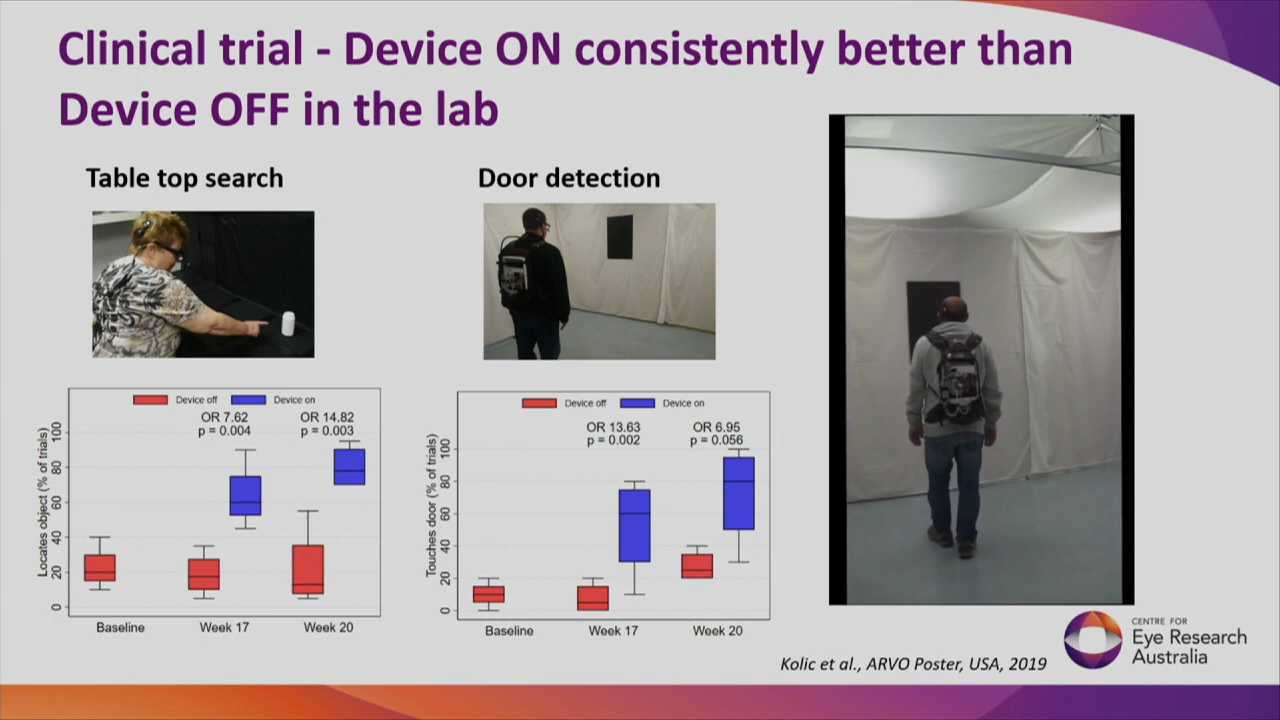 Clinical trial - Device ON consistently better than
Device OFF in the lab
Table top search
Door detection
Device off
Device on
OR 7.62
p = 0.004
OR 14.82
p = 0.003
Locates object (% of trials)
100
80
60
40
20
0
Baseline
Week 17
Week 20
Device off
Device on
OR 13.63
p = 0.002
OR 6.95
p = 0.056
Touches door (% of trials)
100
80
60
40
20
0
Baseline
Week 17
Week 20
Kolic et al., ARVO Poster, USA, 2019
CENTRE FOR
Eye Research
Australia